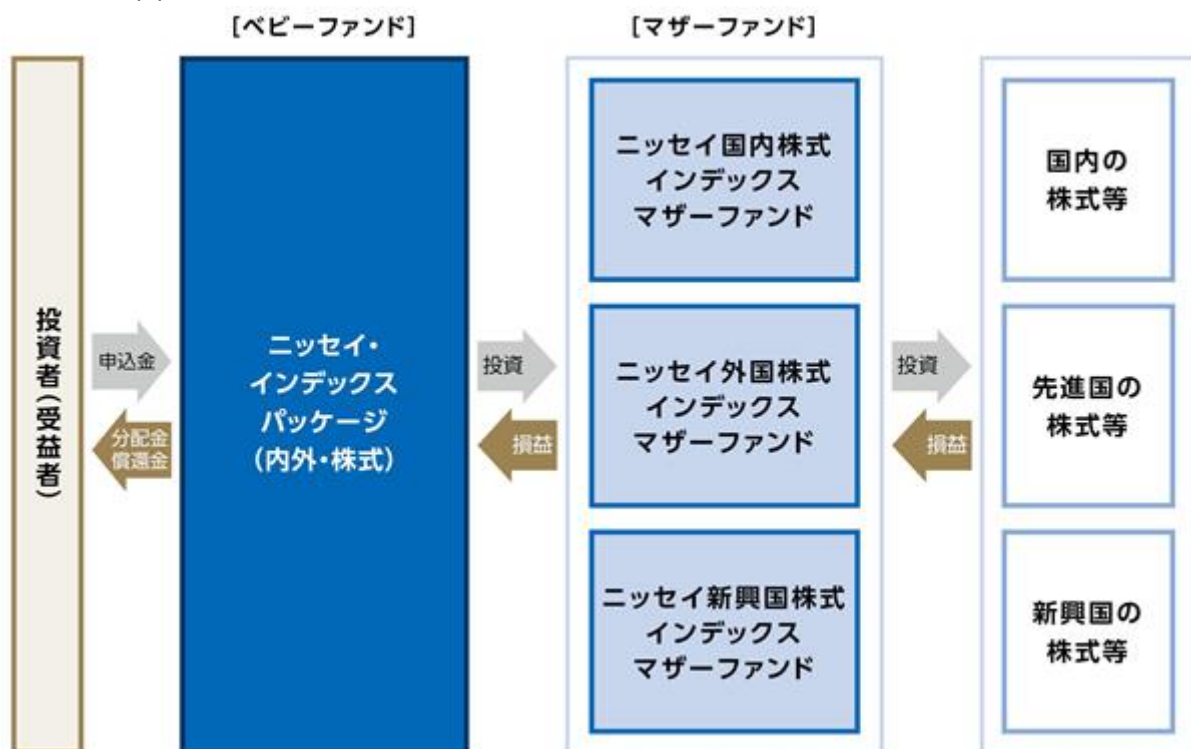 [ベビーファンド]
[マザーファンド]
投資者(受益者)
申込金
分配金
償還金
ニッセイ・
インデックス
パッケージ
(内外・株式)
投資
損益
ニッセイ国内株式
インデックス
マザーファンド
ニッセイ外国株式
インデックス
マザーファンド
ニッセイ新興国株式
インデックス
マザーファンド
投資
損益
国内の
株式等
先進国の
株式等
新興国の
株式等